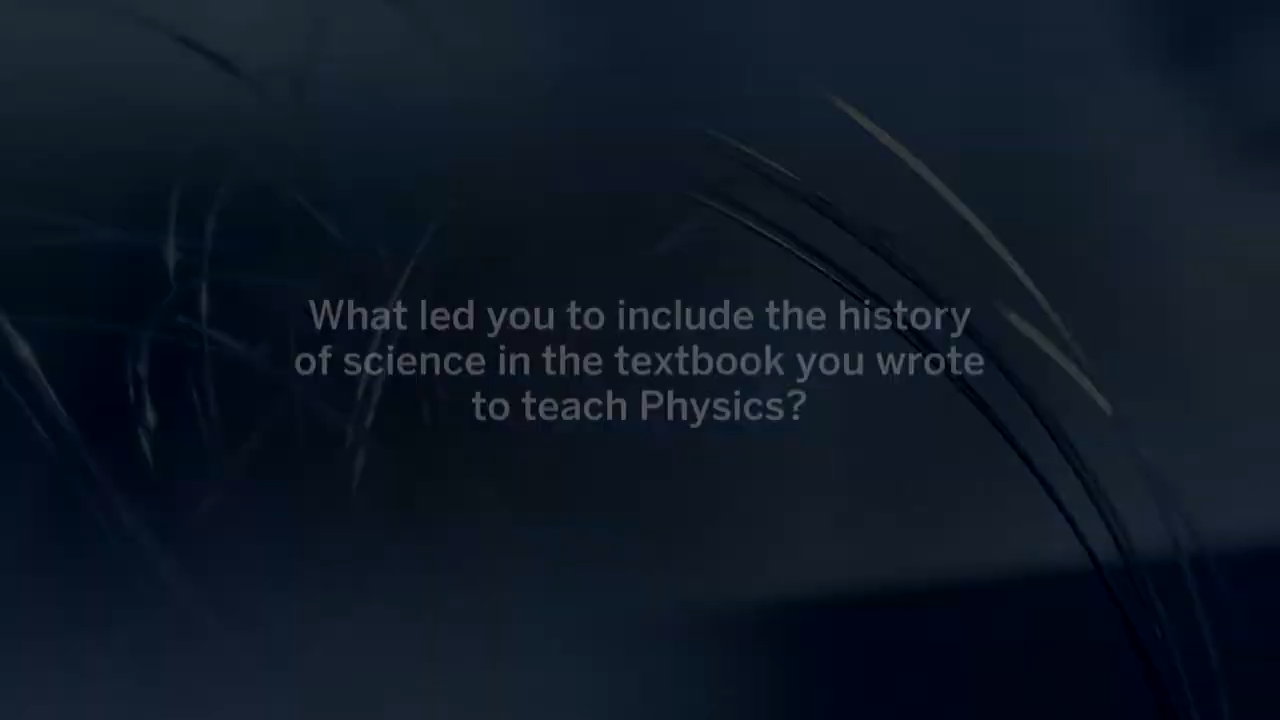 What led you to include the history
of science in the textbook you wrote
to teach Physics?